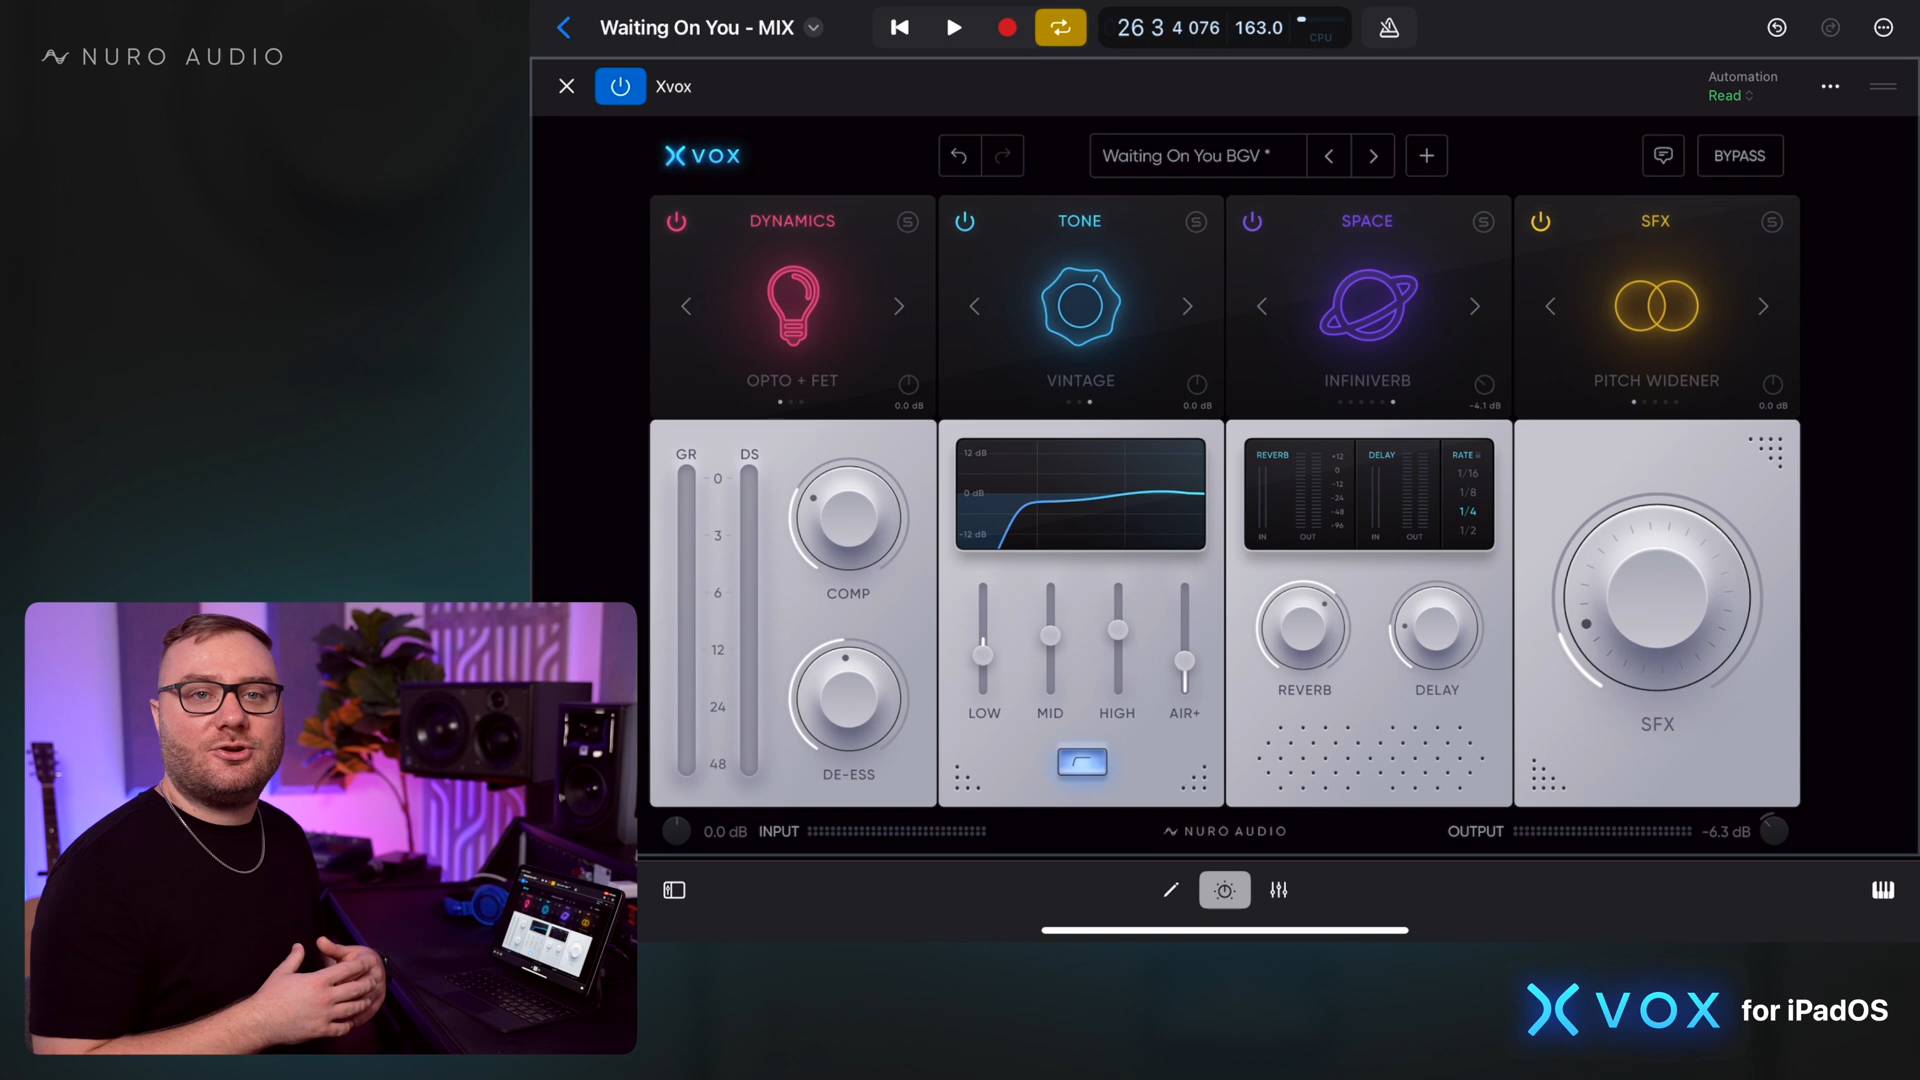 NURO AUDIO
Waiting On You - MIX
26 3 4 076 163.0
CPU
Xvox
Automation
Read
VOX
Waiting On You BGV *
BYPASS
DYNAMICS
S
TONE
S
SPACE
S
SFX
S
OPTO + FET
0.0 dB
VINTAGE
0.0 dB
INFINIVERB
-4.1 dB
PITCH WIDENER
0.0 dB
GR
DS
0
3
6
12
24
48
COMP
DE-ESS
12 dB
0 dB
-12 dB
LOW
MID
HIGH
AIR+
REVERB
+12
0
-12
-24
-48
-96
IN
OUT
DELAY
IN
OUT
RATE
1/16
1/8
1/4
1/2
REVERB
DELAY
SFX
0.0 dB INPUT
NURO AUDIO
OUTPUT
-6.3 dB
XVOX for iPadOS